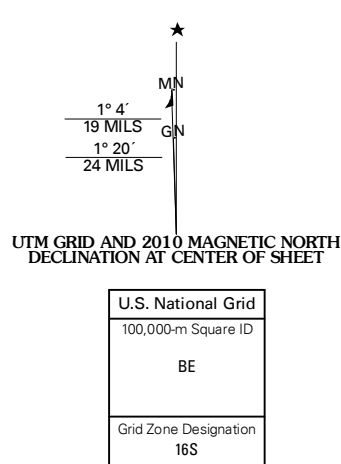 ★
MN
1° 4´
19 MILS
GN
1° 20´
24 MILS
UTM GRID AND 2010 MAGNETIC NORTH
DECLINATION AT CENTER OF SHEET
U.S. National Grid
100,000-m Square ID
BE
Grid Zone Designation
16S